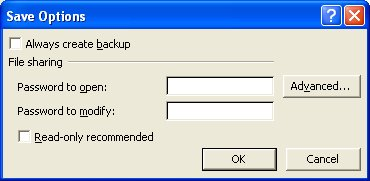 Save Options
Always create backup
File sharing
Password to open:
Advanced...
Password to modify:
Read-only recommended
OK
Cancel